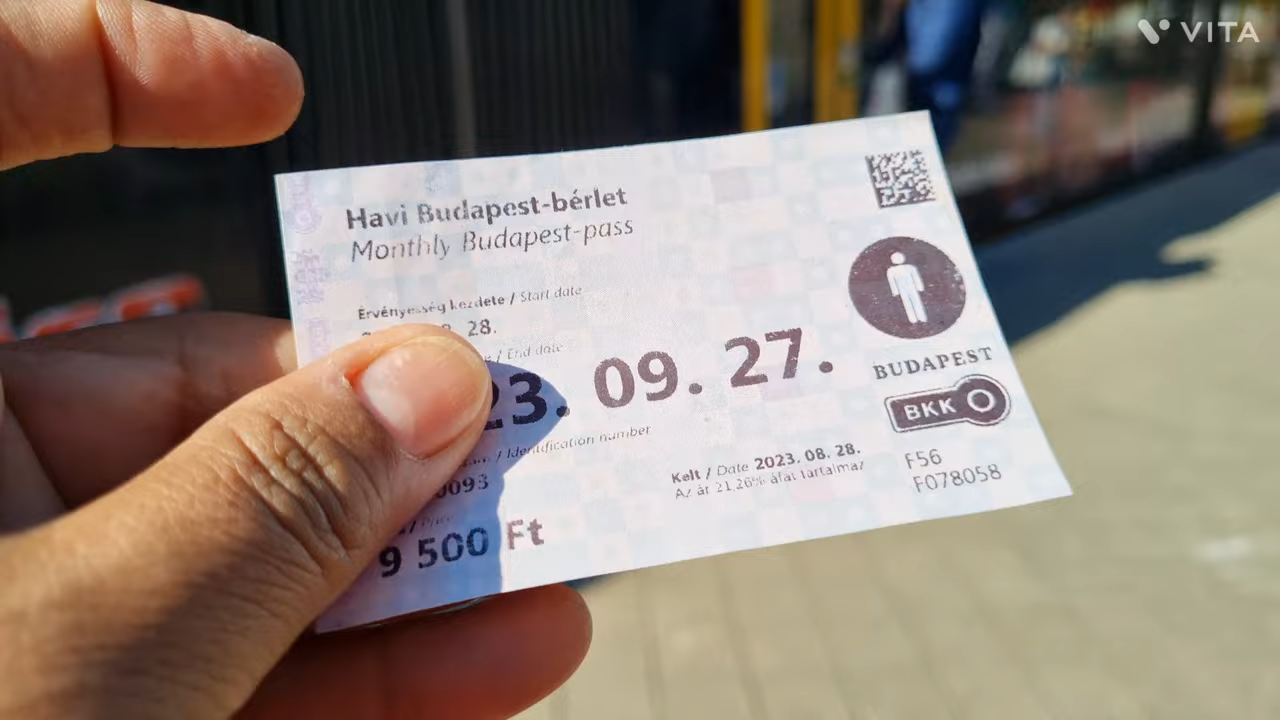 VITA
Havi Budapest-bérlet
Monthly Budapest-pass
Érvényesség kezdete / Start date
28.
/ End date
23. 09. 27.
/ Identification number
0093
9 500 Ft
Kelt / Date 2023. 08. 28.
Az ár 21,26% áfát tartalmaz
BUDAPEST
BKK
F56
F078058